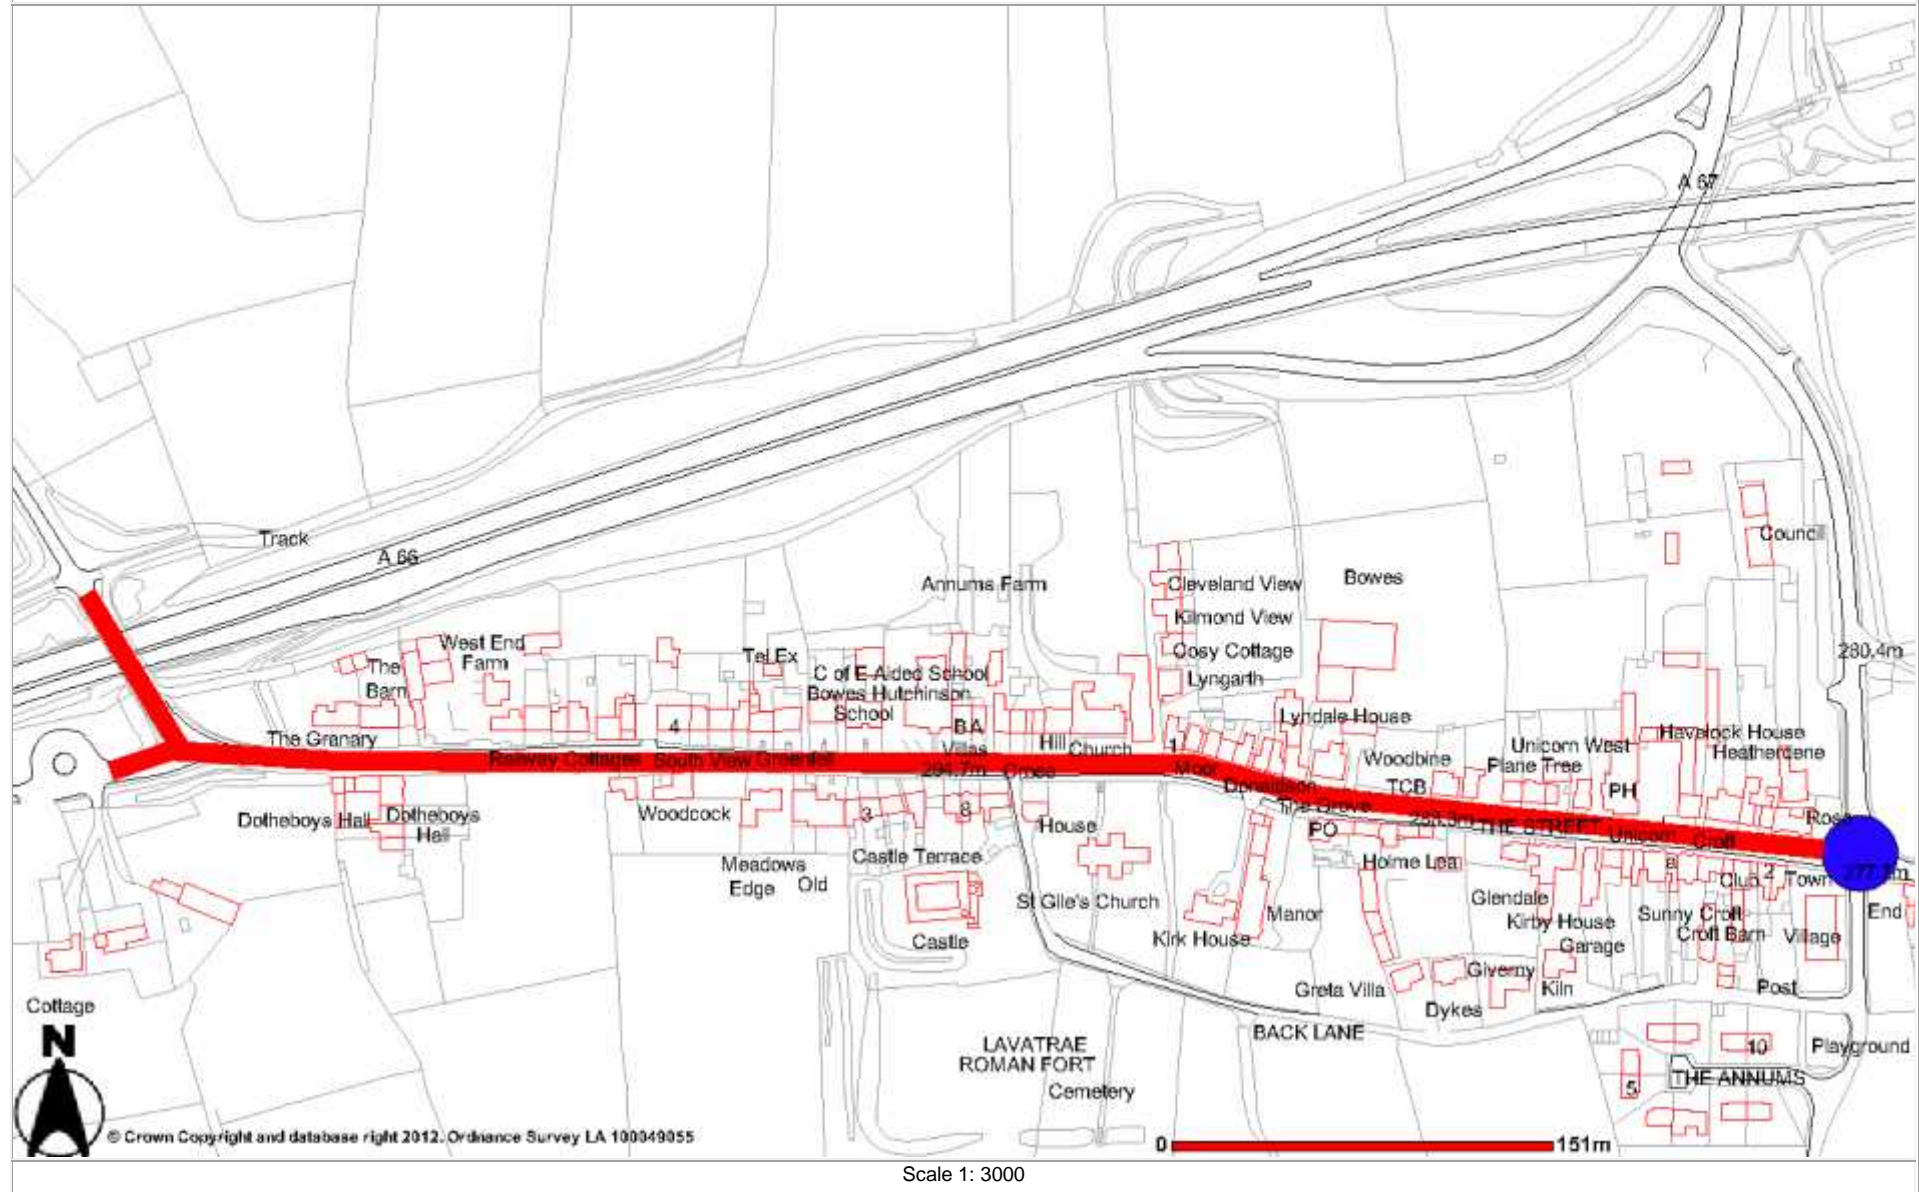 A 67
Track
A 66
Council
Annums Farm
Cleveland View
Bowes
Kilmond View
280.4m
West End
Farm
Cosy Cottage
The
Barn
Tel Ex
C of E Aided School
Lyngarth
Bowes Hutchinson
School
Lyndale House
4
BA
Havelock House
The Granary
Villas
Hill
Church
1
Unicorn West
Heatherdene
Railway Cottages
South View
Greenfell
Woodbine
Plane Tree
294.7m
Cross
Moor
Donaldson
TCB
PH
The Grove
Dotheboys Hall
Dotheboys
Hall
Woodcock
3
8
House
PO
THE STREET
Unicorn
Croft
Rose
Castle Terrace
Holme Lea
8
Meadows
Edge
Old
Club
2
Town
277.7m
St Gile's Church
Glendale
Manor
Kirby House
Sunny Croft
End
Castle
Kirk House
Garage
Croft Barn
Village
Giverny
Greta Villa
Kiln
Post
Cottage
Dykes
N
BACK LANE
LAVATRAE
ROMAN FORT
10
Playground
Cemetery
5
THE ANNUMS
© Crown Copyright and database right 2012. Ordnance Survey LA 100049055
0
151m
Scale 1: 3000